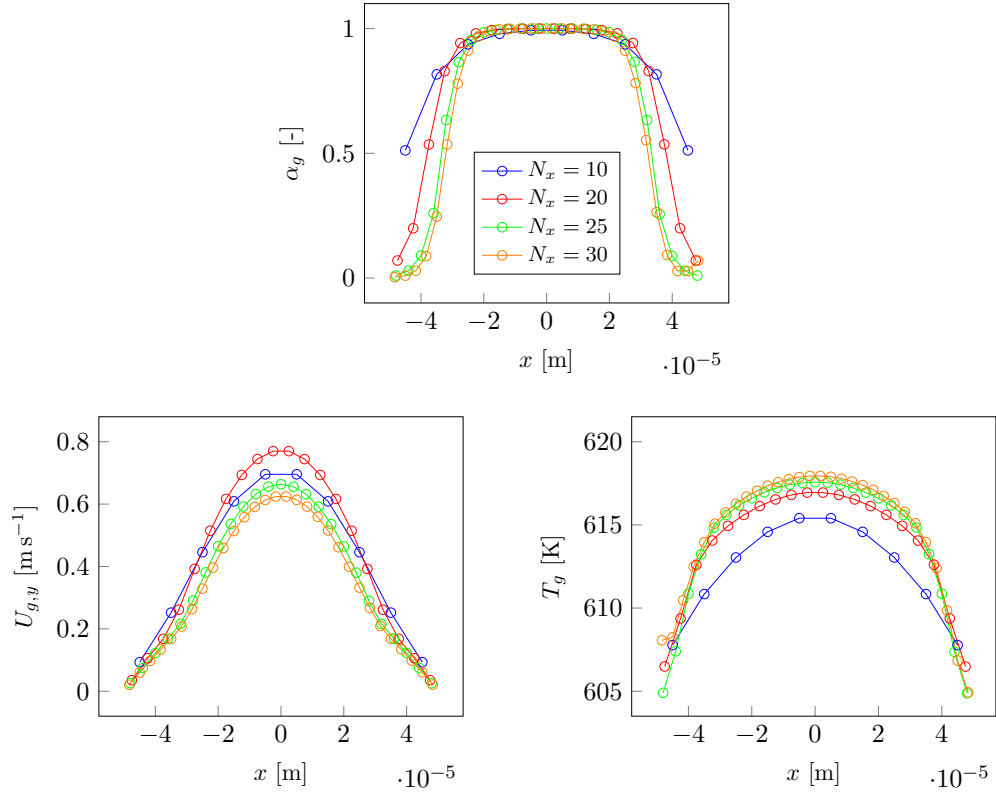 1
0.5
0
α_g [-]
N_x = 10
N_x = 20
N_x = 25
N_x = 30
−4 −2 0 2 4
x [m]
·10⁻⁵
0.8
0.6
0.4
0.2
0
U_{g,y} [m s⁻¹]
−4 −2 0 2 4
x [m]
·10⁻⁵
620
615
610
605
T_g [K]
−4 −2 0 2 4
x [m]
·10⁻⁵